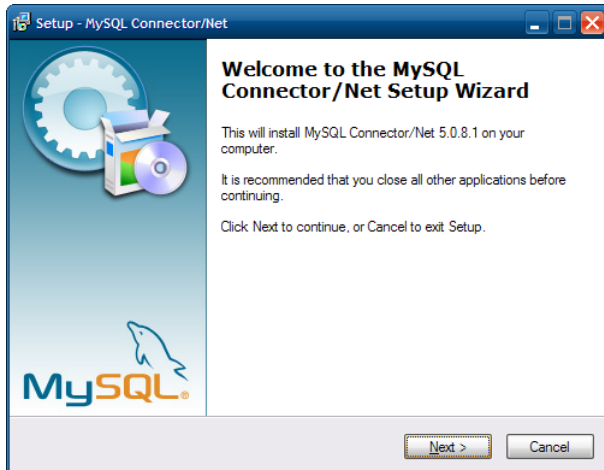 Setup - MySQL Connector/Net
Welcome to the MySQL
Connector/Net Setup Wizard
This will install MySQL Connector/Net 5.0.8.1 on your
computer.
It is recommended that you close all other applications before
continuing.
Click Next to continue, or Cancel to exit Setup.
MySQL®
Next >
Cancel